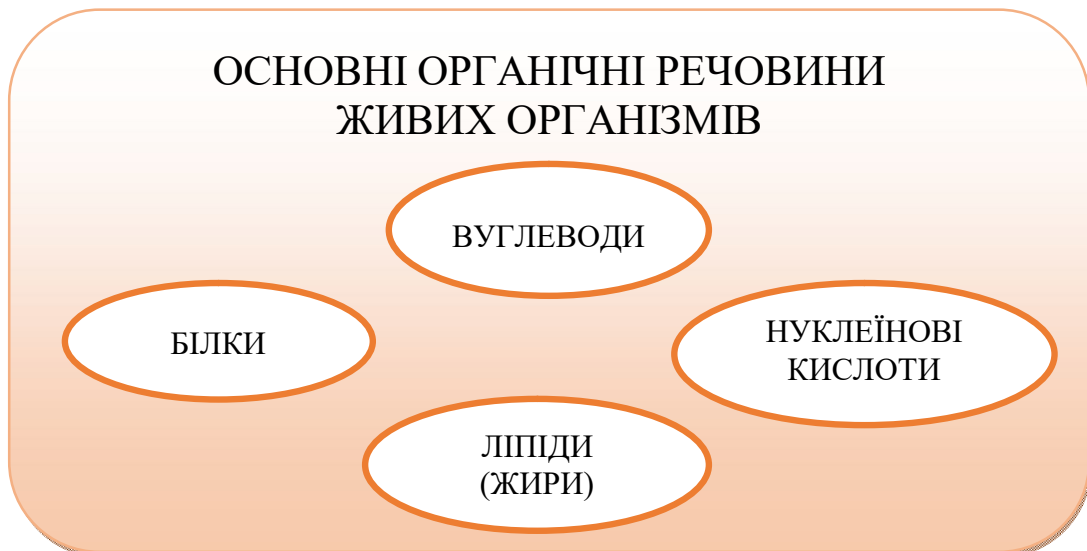 ОСНОВНІ ОРГАНІЧНІ РЕЧОВИНИ
ЖИВИХ ОРГАНІЗМІВ
ВУГЛЕВОДИ
БІЛКИ
НУКЛЕЇНОВІ
КИСЛОТИ
ЛІПІДИ
(ЖИРИ)